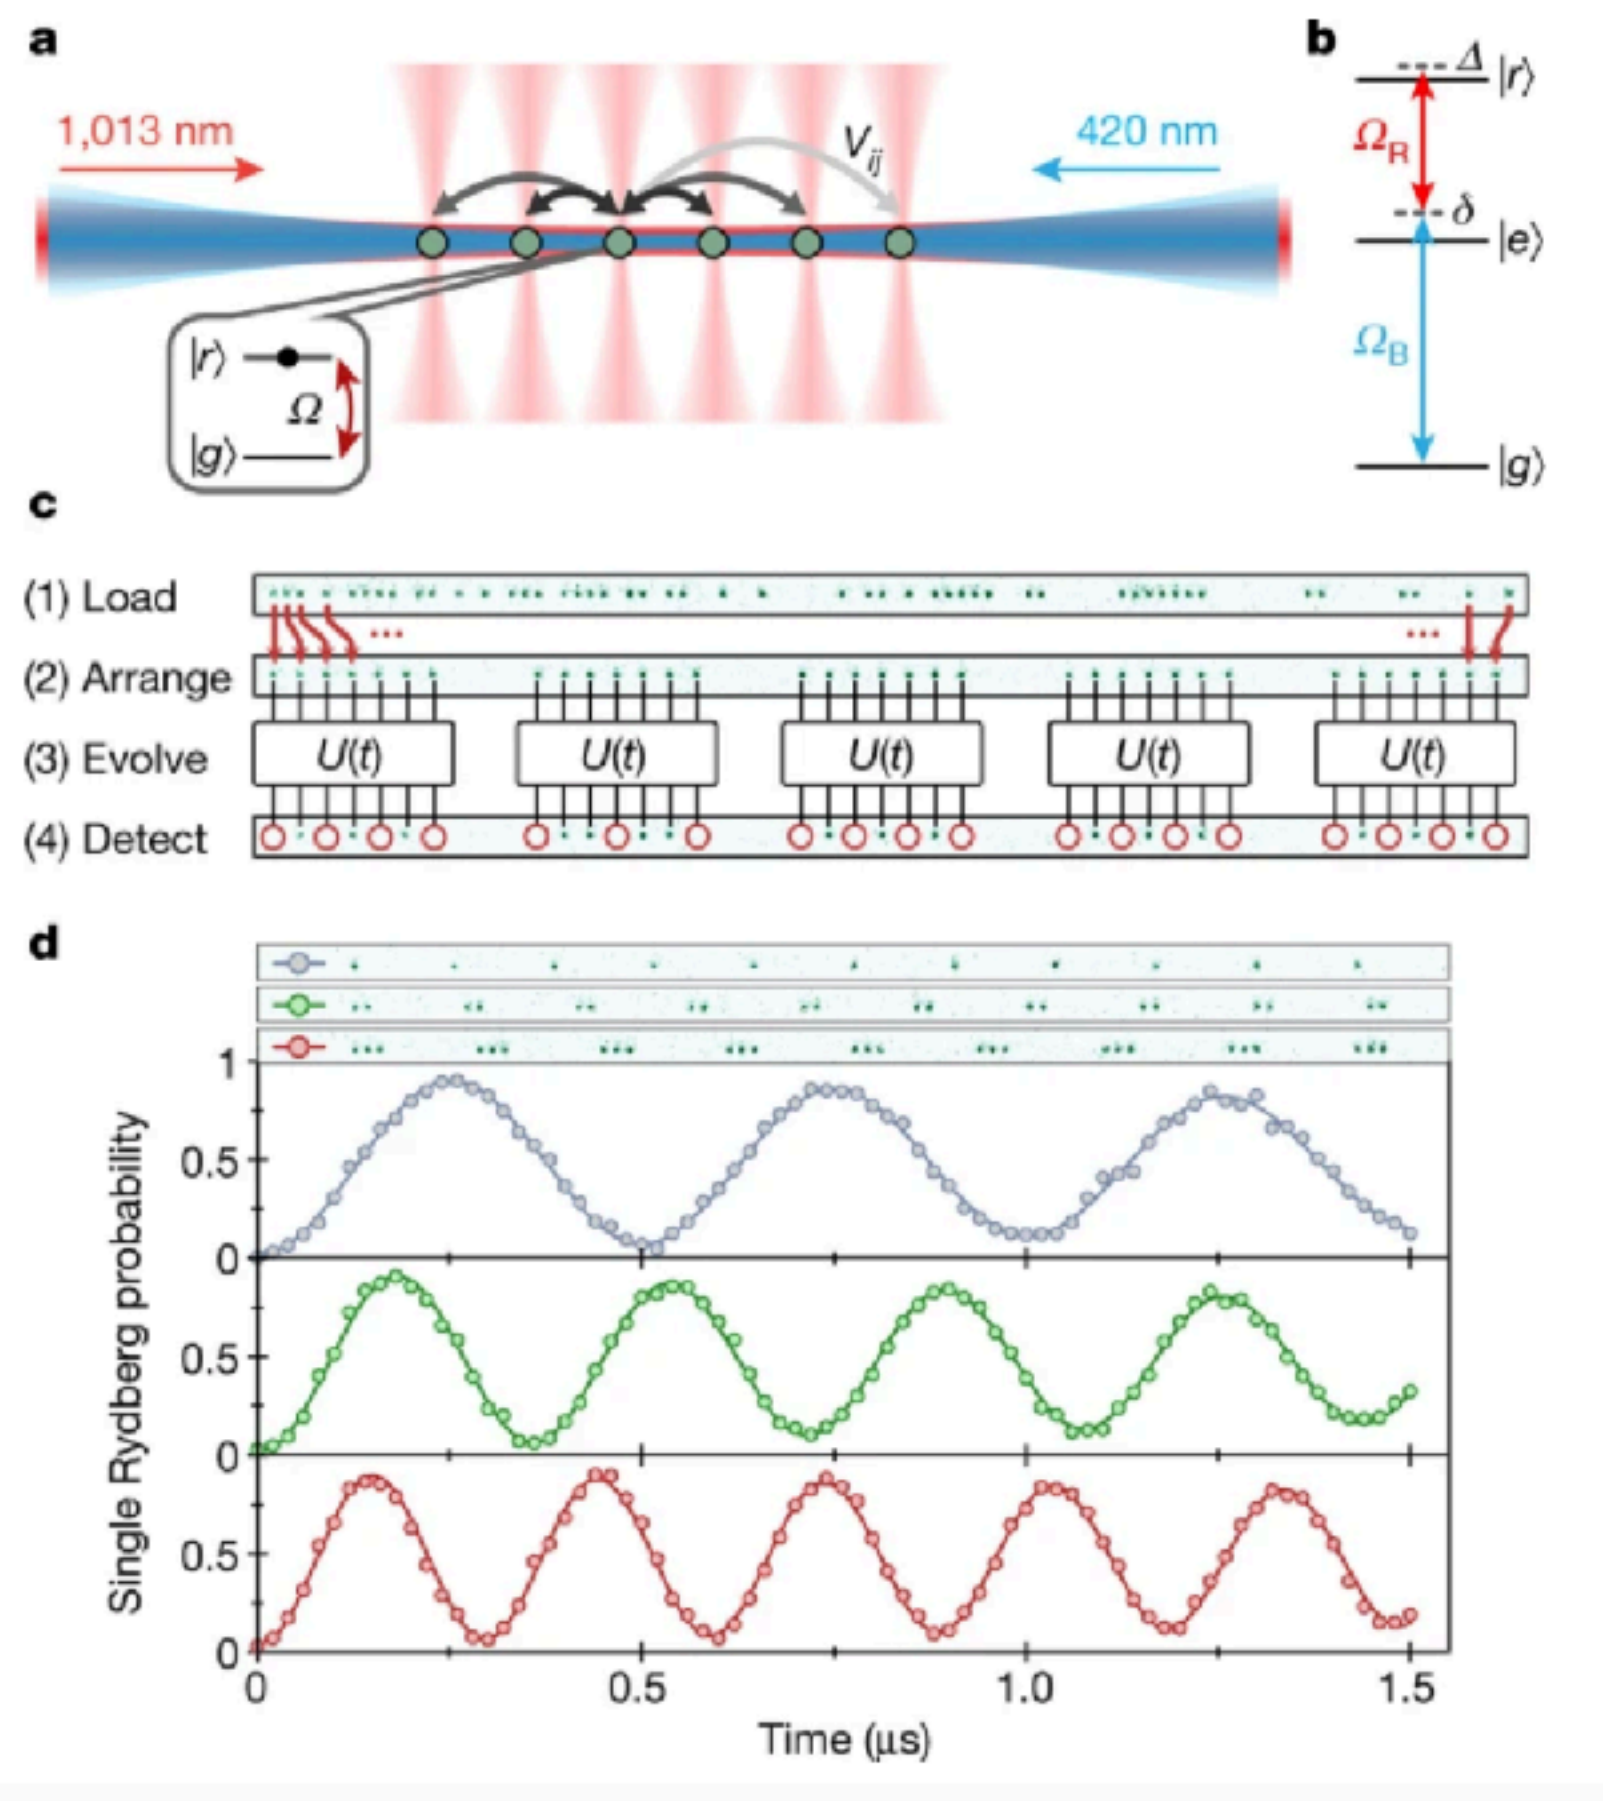 a
b
1,013 nm
420 nm
V_ij
Δ
|r⟩
Ω_R
δ
|e⟩
Ω_B
|g⟩
|r⟩
Ω
|g⟩
c
(1) Load
...
...
(2) Arrange
(3) Evolve
U(t) U(t) U(t) U(t) U(t)
(4) Detect
d
1
0.5
0
0.5
0
0.5
0
Single Rydberg probability
0 0.5 1.0 1.5
Time (μs)